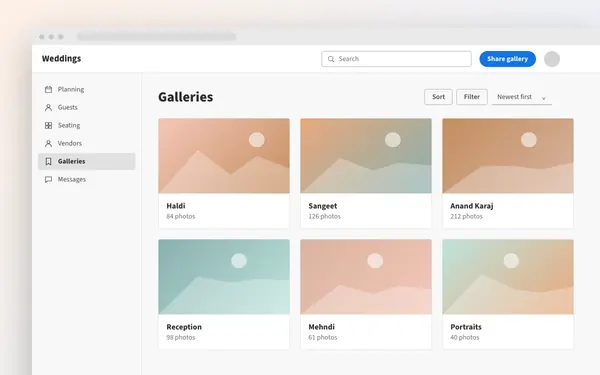 Weddings
Search
Share gallery
Planning
Guests
Seating
Vendors
Galleries
Messages
Galleries
Sort
Filter
Newest first
Haldi
84 photos
Sangeet
126 photos
Anand Karaj
212 photos
Reception
98 photos
Mehndi
61 photos
Portraits
40 photos